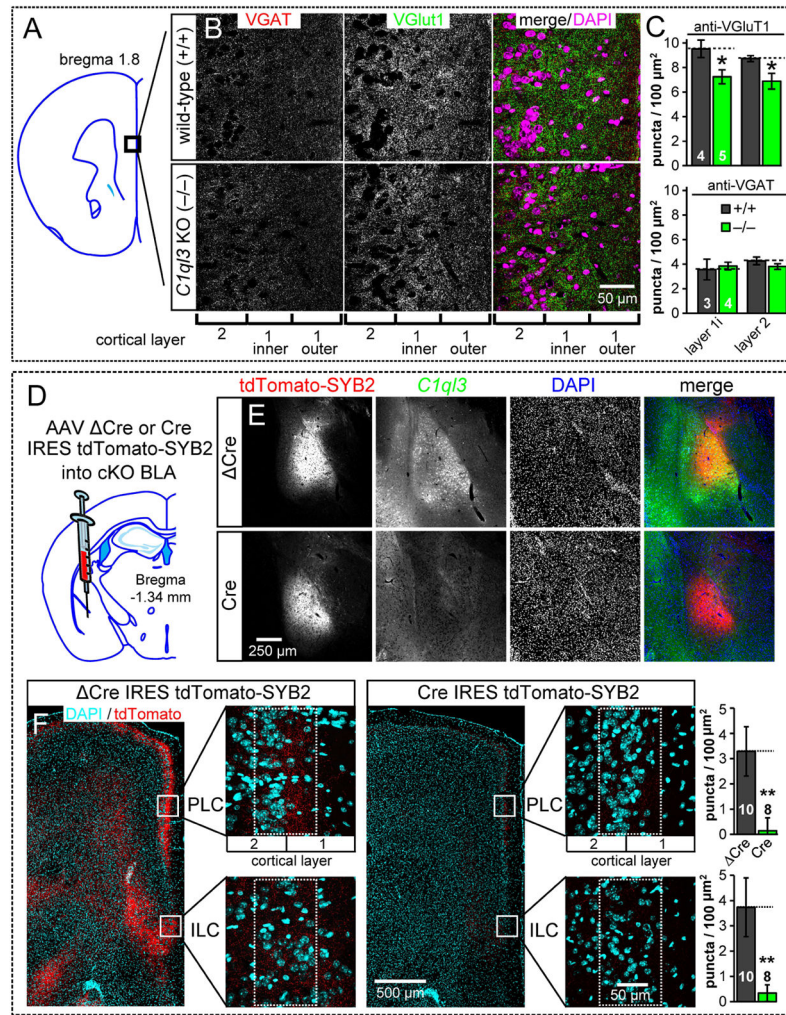 A
bregma 1.8
B
VGAT
VGlut1
merge/DAPI
wild-type (+/+)
C1ql3 KO (–/–)
50 µm
cortical layer
2
1
inner
1
outer
2
1
inner
1
outer
2
1
inner
1
outer
C
anti-VGluT1
puncta / 100 µm²
10
8
6
4
2
0
*
*
4
5
anti-VGAT
+/+
–/–
puncta / 100 µm²
10
8
6
4
2
0
3
4
layer 1i
layer 2
D
AAV ΔCre or Cre
IRES tdTomato-SYB2
into cKO BLA
Bregma
-1.34 mm
E
tdTomato-SYB2
C1ql3
DAPI
merge
ΔCre
Cre
250 µm
ΔCre IRES tdTomato-SYB2
Cre IRES tdTomato-SYB2
F
DAPI / tdTomato
PLC
2
1
cortical layer
ILC
PLC
2
1
cortical layer
ILC
500 µm
50 µm
puncta / 100 µm²
5
4
3
2
1
0
**
10
8
ΔCre
Cre
puncta / 100 µm²
5
4
3
2
1
0
**
10
8